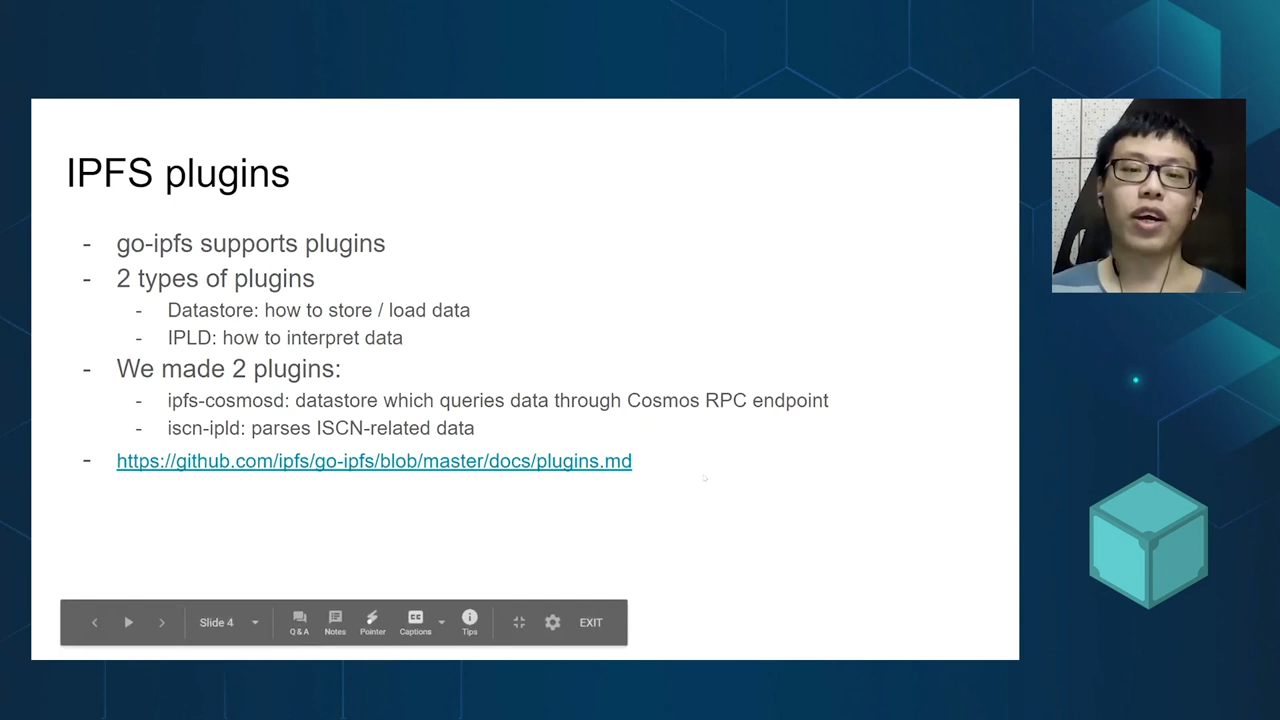 IPFS plugins
- go-ipfs supports plugins
- 2 types of plugins
- Datastore: how to store / load data
- IPLD: how to interpret data
- We made 2 plugins:
- ipfs-cosmosd: datastore which queries data through Cosmos RPC endpoint
- iscn-ipld: parses ISCN-related data
- https://github.com/ipfs/go-ipfs/blob/master/docs/plugins.md
Slide 4
Q & A
Notes
Pointer
CC
Captions
Tips
EXIT